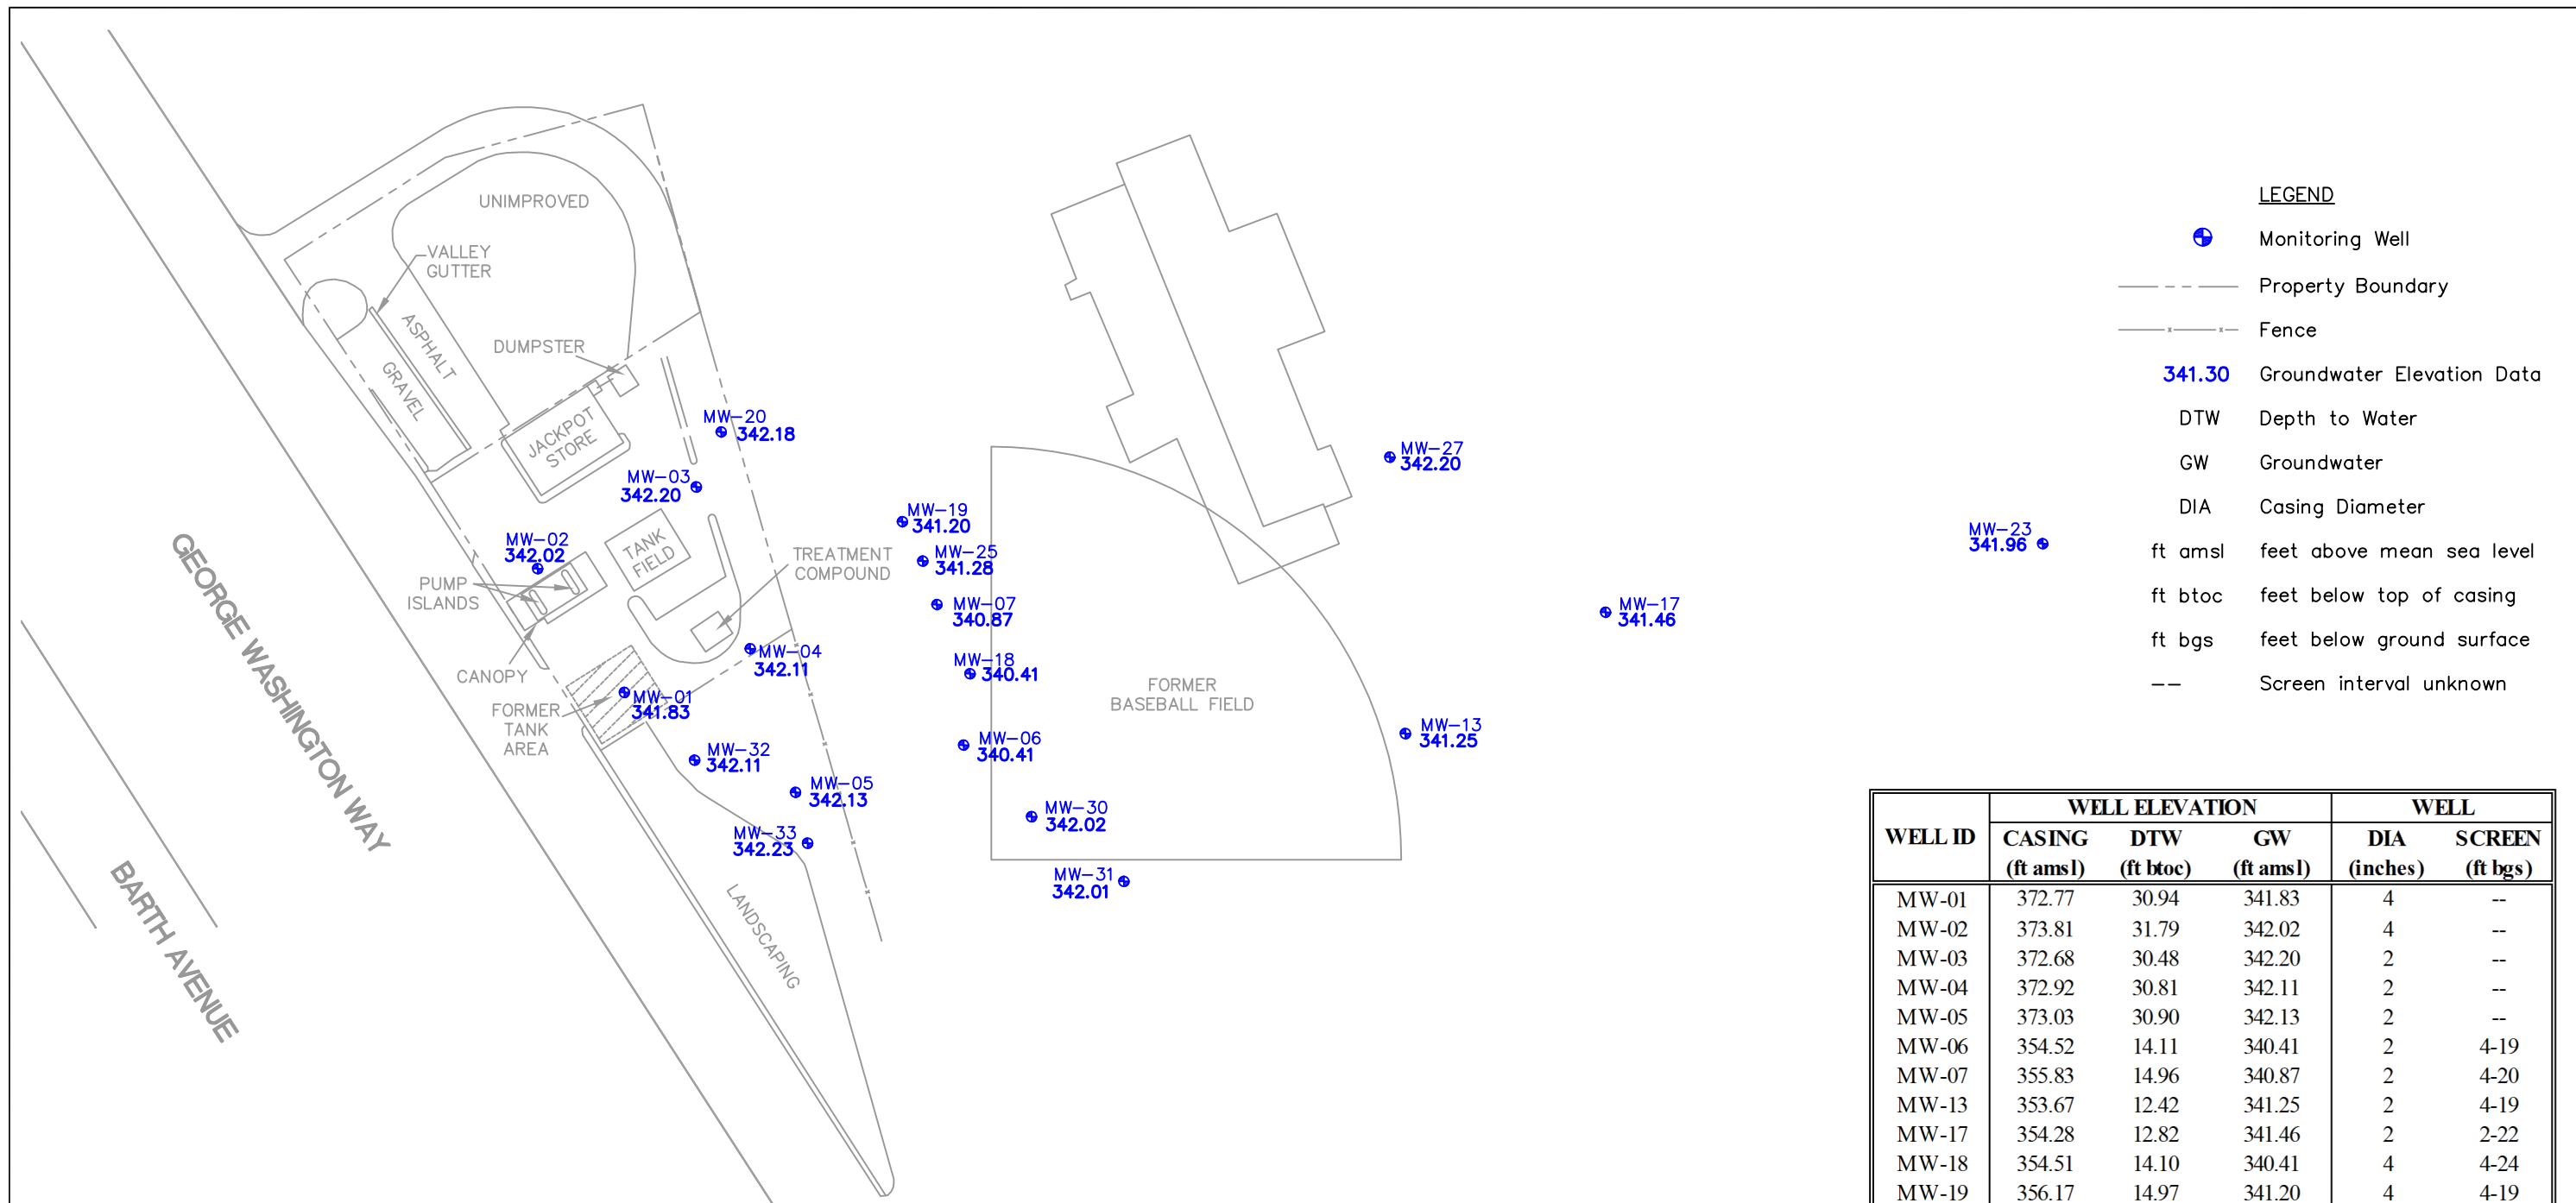 UNIMPROVED
VALLEY
GUTTER
ASPHALT
GRAVEL
DUMPSTER
JACKPOT
STORE
MW-20
342.18
MW-03
342.20
MW-02
342.02
TANK
FIELD
PUMP
ISLANDS
TREATMENT
COMPOUND
CANOPY
MW-04
342.11
MW-01
341.83
FORMER
TANK
AREA
MW-32
342.11
MW-05
342.13
MW-33
342.23
LANDSCAPING
GEORGE WASHINGTON WAY
BARTH AVENUE
MW-19
341.20
MW-25
341.28
MW-07
340.87
MW-18
340.41
MW-06
340.41
MW-30
342.02
MW-31
342.01
FORMER
BASEBALL FIELD
MW-27
342.20
MW-13
341.25
MW-17
341.46
MW-23
341.96
LEGEND
Monitoring Well
Property Boundary
Fence
341.30 Groundwater Elevation Data
DTW Depth to Water
GW Groundwater
DIA Casing Diameter
ft amsl feet above mean sea level
ft btoc feet below top of casing
ft bgs feet below ground surface
-- Screen interval unknown
WELL ELEVATION WELL
WELL ID CASING DTW GW DIA SCREEN
(ft amsl) (ft btoc) (ft amsl) (inches) (ft bgs)
MW-01 372.77 30.94 341.83 4 --
MW-02 373.81 31.79 342.02 4 --
MW-03 372.68 30.48 342.20 2 --
MW-04 372.92 30.81 342.11 2 --
MW-05 373.03 30.90 342.13 2 --
MW-06 354.52 14.11 340.41 2 4-19
MW-07 355.83 14.96 340.87 2 4-20
MW-13 353.67 12.42 341.25 2 4-19
MW-17 354.28 12.82 341.46 2 2-22
MW-18 354.51 14.10 340.41 4 4-24
MW-19 356.17 14.97 341.20 4 4-19